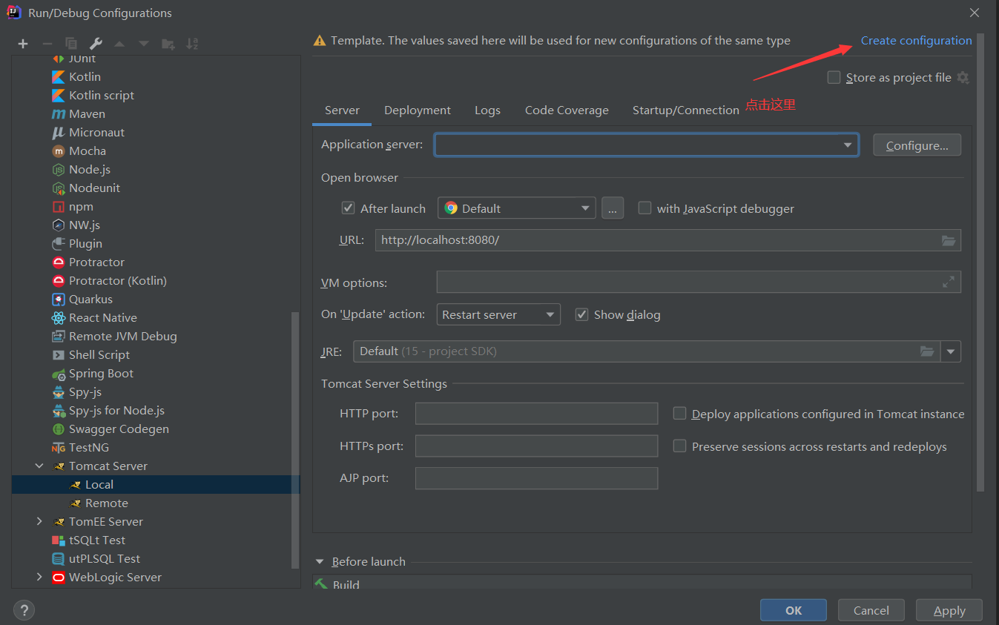 Run/Debug Configurations
Template. The values saved here will be used for new configurations of the same type
Create configuration
Store as project file
点击这里
JUnit
Kotlin
Kotlin script
Maven
Micronaut
Mocha
Node.js
Nodeunit
npm
NW.js
Plugin
Protractor
Protractor (Kotlin)
Quarkus
React Native
Remote JVM Debug
Shell Script
Spring Boot
Spy-js
Spy-js for Node.js
Swagger Codegen
TestNG
Tomcat Server
Local
Remote
TomEE Server
tSQLt Test
utPLSQL Test
WebLogic Server
Server Deployment Logs Code Coverage Startup/Connection
Application server:
Configure...
Open browser
After launch Default ... with JavaScript debugger
URL: http://localhost:8080/
VM options:
On 'Update' action: Restart server Show dialog
JRE: Default (15 - project SDK)
Tomcat Server Settings
HTTP port: Deploy applications configured in Tomcat instance
HTTPs port: Preserve sessions across restarts and redeploys
AJP port:
Before launch
Build
? OK Cancel Apply